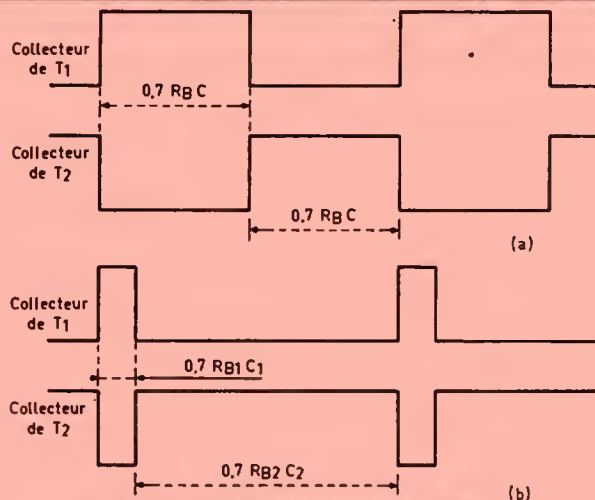 Collecteur
de T1
0,7 RB C
Collecteur
de T2
0,7 RB C
(a)
Collecteur
de T1
0,7 RB1 C1
Collecteur
de T2
0,7 RB2 C2
(b)